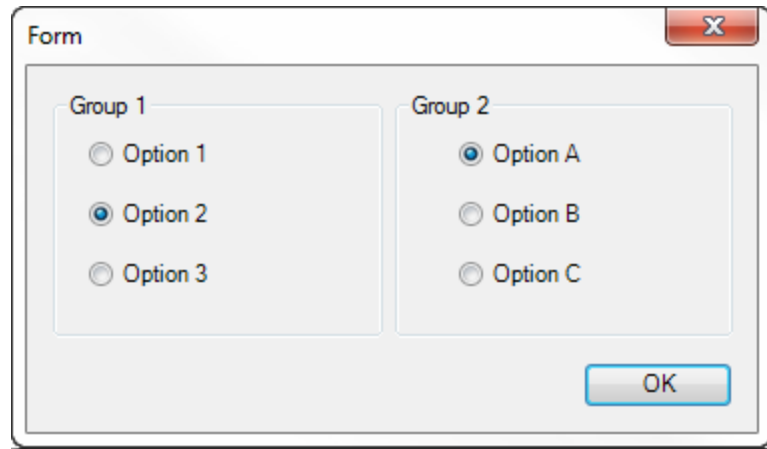 Form
Group 1
Option 1
Option 2
Option 3
Group 2
Option A
Option B
Option C
OK